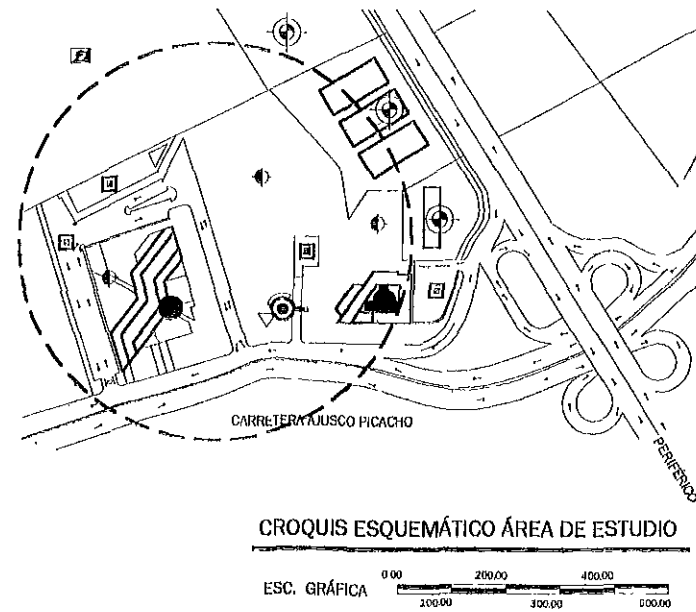 CARRETERA AJUSCO PICACHO
PERIFÉRICO
CROQUIS ESQUEMÁTICO ÁREA DE ESTUDIO
ESC. GRÁFICA
0.00 200.00 400.00
100.00 300.00 500.00